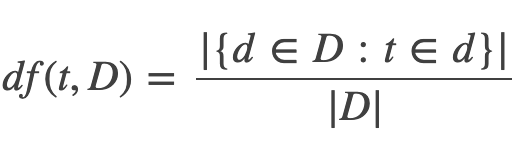 df(t, D) = |{d ∈ D : t ∈ d}| / |D|